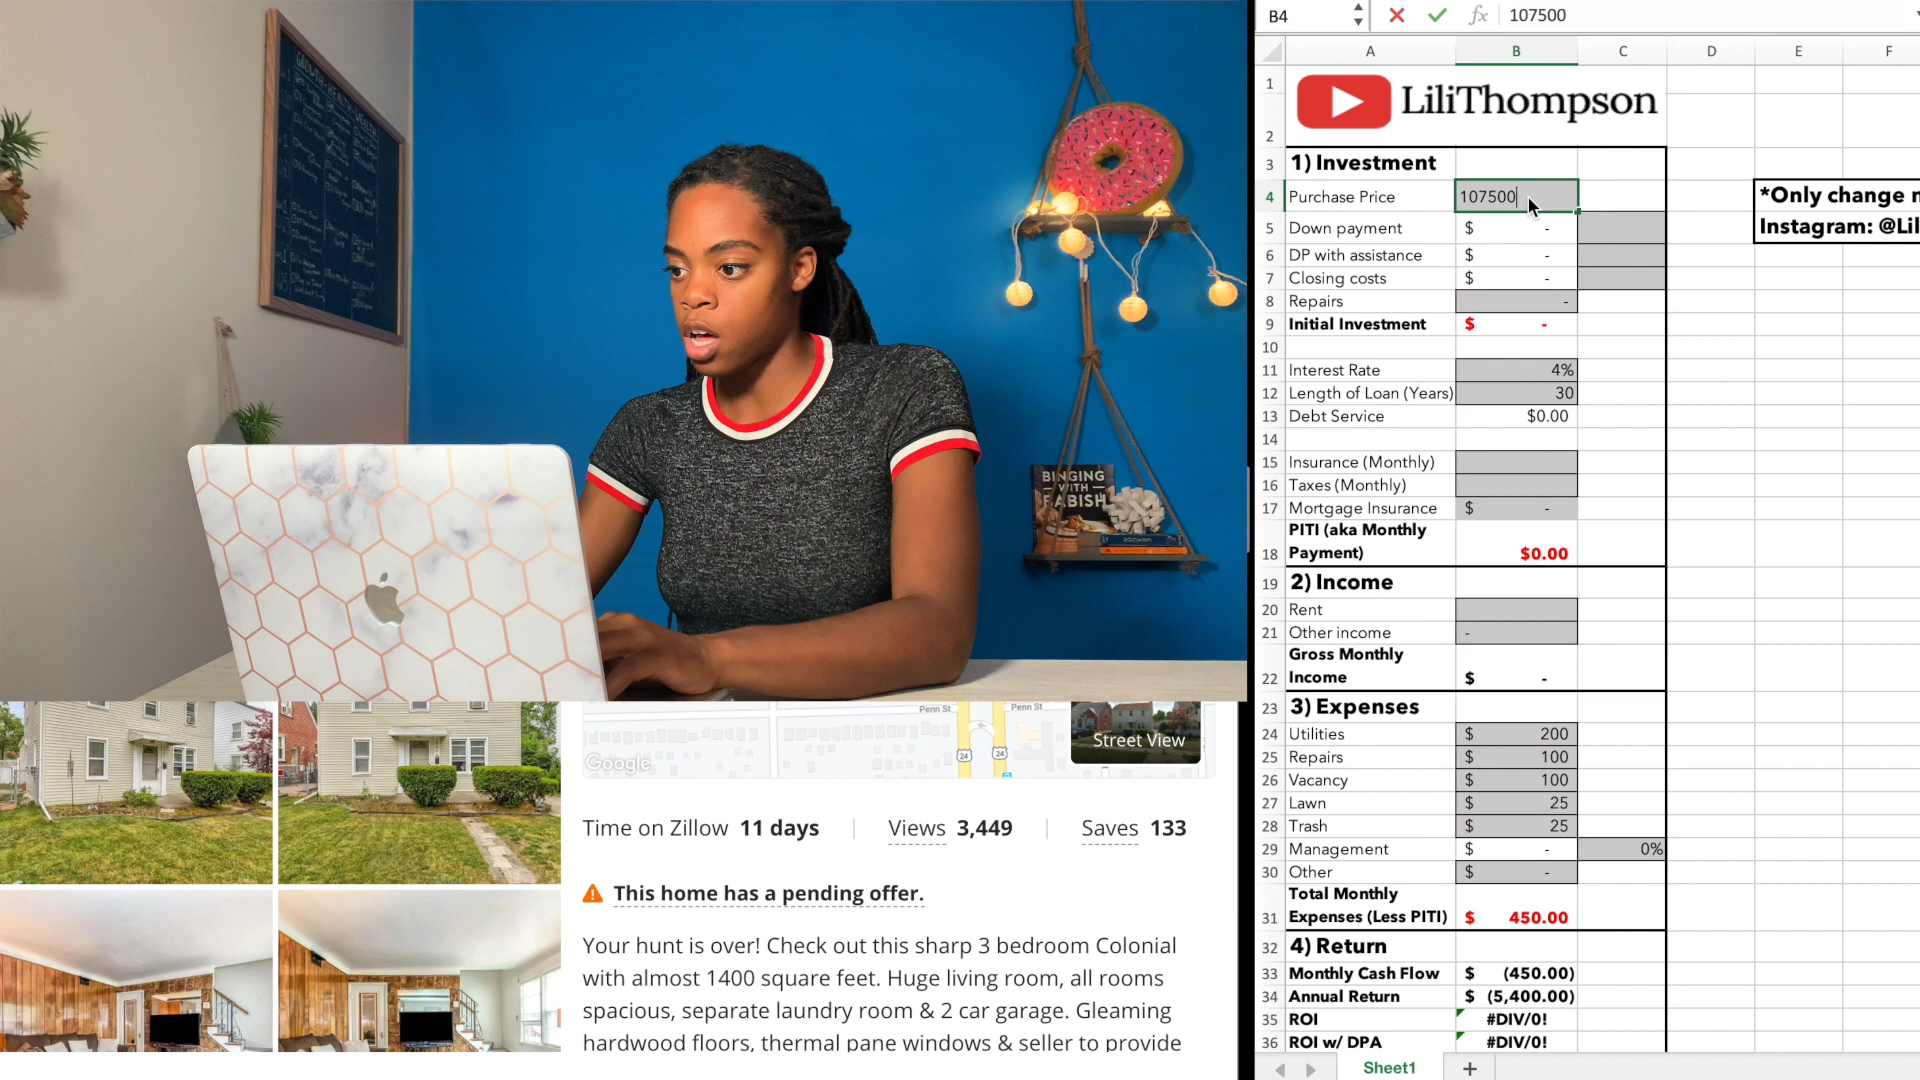 GROWTH - HEALTH - WEALTH
BINGING
WITH
BABISH
Penn St
Penn St
24
24
Google
Street View
Time on Zillow 11 days
Views 3,449
Saves 133
This home has a pending offer.
Your hunt is over! Check out this sharp 3 bedroom Colonial
with almost 1400 square feet. Huge living room, all rooms
spacious, separate laundry room & 2 car garage. Gleaming
hardwood floors, thermal pane windows & seller to provide
B4 fx 107500
A B C D E F
1
LiliThompson
2
3 1) Investment
4 Purchase Price 107500
*Only change
5 Down payment $ -
Instagram: @Lil
6 DP with assistance $ -
7 Closing costs $ -
8 Repairs -
9 Initial Investment $ -
10
11 Interest Rate 4%
12 Length of Loan (Years) 30
13 Debt Service $0.00
14
15 Insurance (Monthly)
16 Taxes (Monthly)
17 Mortgage Insurance $ -
PITI (aka Monthly
18 Payment) $0.00
19 2) Income
20 Rent
21 Other income -
Gross Monthly
22 Income $ -
23 3) Expenses
24 Utilities $ 200
25 Repairs $ 100
26 Vacancy $ 100
27 Lawn $ 25
28 Trash $ 25
29 Management $ - 0%
30 Other $ -
Total Monthly
31 Expenses (Less PITI) $ 450.00
32 4) Return
33 Monthly Cash Flow $ (450.00)
34 Annual Return $ (5,400.00)
35 ROI #DIV/0!
36 ROI w/ DPA #DIV/0!
Sheet1